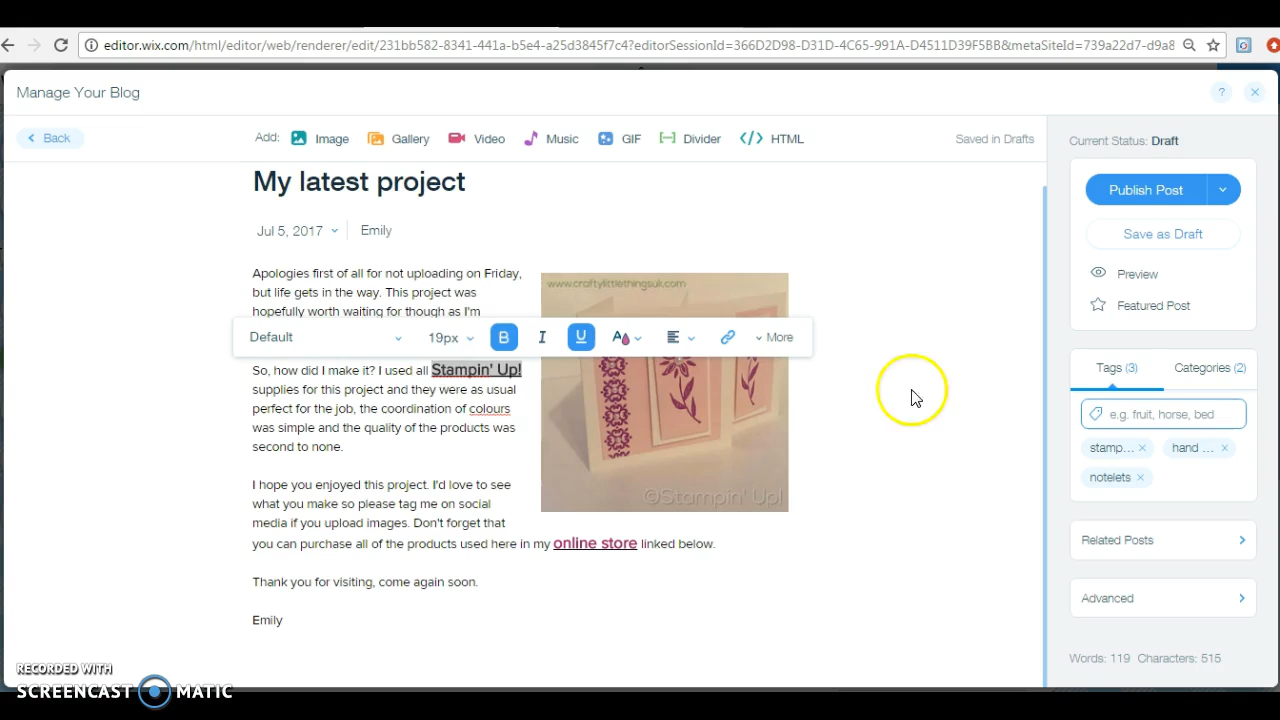 editor.wix.com/html/editor/web/renderer/edit/231bb582-8341-441a-b5e4-a25d3845f7c4?editorSessionId=366D2D98-D31D-4C65-991A-D4511D39F5BB&metaSiteId=739a22d7-d9a8
Manage Your Blog
?
Back
Add: Image Gallery Video Music GIF Divider </> HTML
Saved in Drafts
My latest project
Jul 5, 2017 Emily
Apologies first of all for not uploading on Friday,
but life gets in the way. This project was
hopefully worth waiting for though as I'm
Default 19px B I U A More
So, how did I make it? I used all Stampin' Up!
supplies for this project and they were as usual
perfect for the job, the coordination of colours
was simple and the quality of the products was
second to none.
I hope you enjoyed this project. I'd love to see
what you make so please tag me on social
media if you upload images. Don't forget that
you can purchase all of the products used here in my online store linked below.
Thank you for visiting, come again soon.
Emily
www.craftylittlethingsuk.com
©Stampin' Up!
Current Status: Draft
Publish Post
Save as Draft
Preview
Featured Post
Tags (3) Categories (2)
e.g. fruit, horse, bed
stamp... × hand ... ×
notelets ×
Related Posts
Advanced
Words: 119 Characters: 515
RECORDED WITH
SCREENCAST MATIC